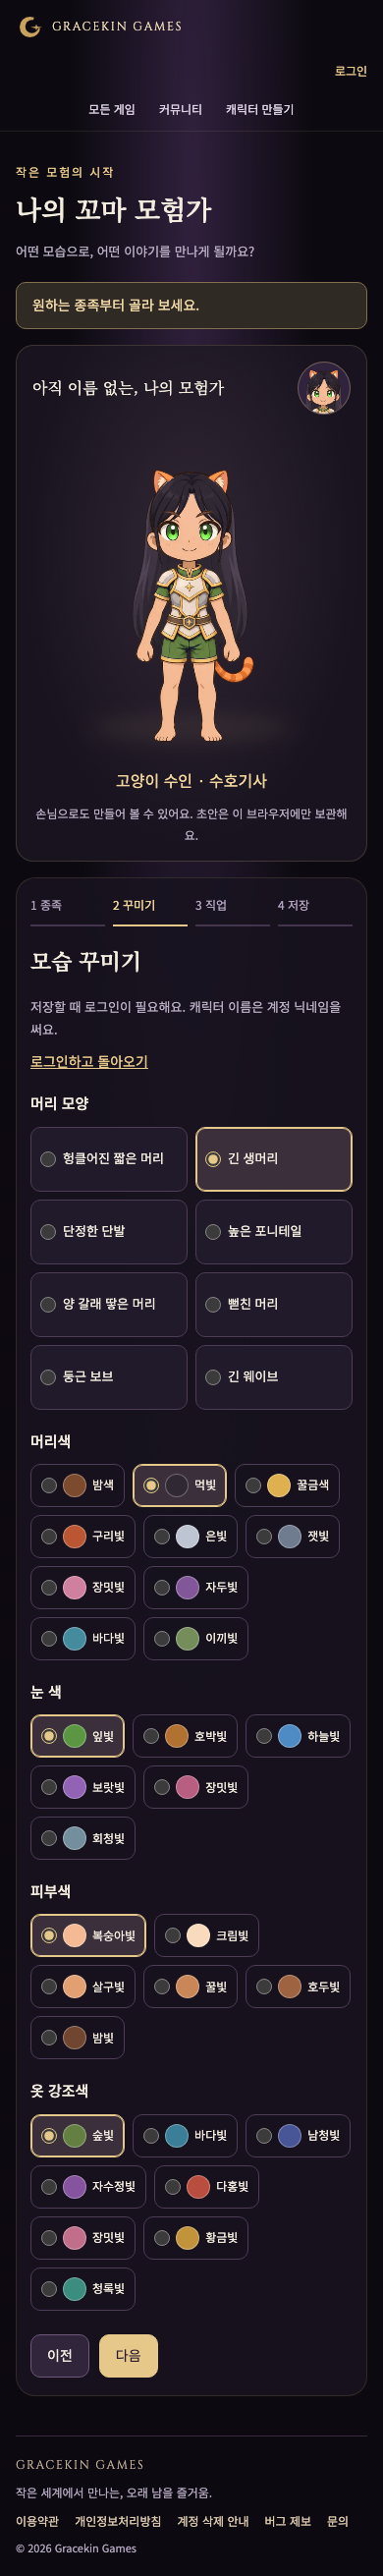 GRACEKIN GAMES
로그인
모든 게임 커뮤니티 캐릭터 만들기
작은 모험의 시작
나의 꼬마 모험가
어떤 모습으로, 어떤 이야기를 만나게 될까요?
원하는 종족부터 골라 보세요.
아직 이름 없는, 나의 모험가
고양이 수인 · 수호기사
손님으로도 만들어 볼 수 있어요. 초안은 이 브라우저에만 보관해
요.
1 종족 2 꾸미기 3 직업 4 저장
모습 꾸미기
저장할 때 로그인이 필요해요. 캐릭터 이름은 계정 닉네임을
써요.
로그인하고 돌아오기
머리 모양
헝클어진 짧은 머리 긴 생머리
단정한 단발 높은 포니테일
양 갈래 땋은 머리 뻗친 머리
둥근 보브 긴 웨이브
머리색
밤색 먹빛 꿀금색
구리빛 은빛 잿빛
장밋빛 자두빛
바다빛 이끼빛
눈 색
잎빛 호박빛 하늘빛
보랏빛 장밋빛
회청빛
피부색
복숭아빛 크림빛
살구빛 꿀빛 호두빛
밤빛
옷 강조색
숲빛 바다빛 남청빛
자수정빛 다홍빛
장밋빛 황금빛
청록빛
이전 다음
GRACEKIN GAMES
작은 세계에서 만나는, 오래 남을 즐거움.
이용약관 개인정보처리방침 계정 삭제 안내 버그 제보 문의
© 2026 Gracekin Games